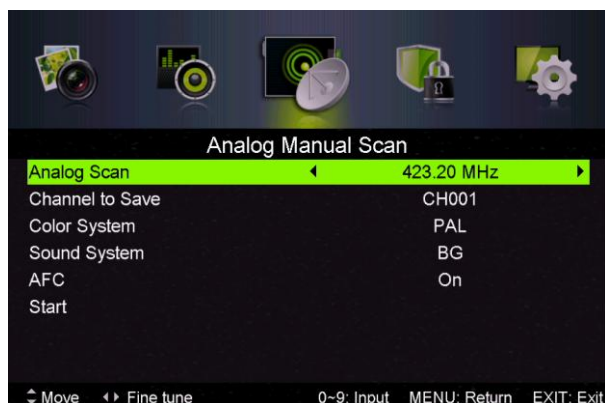 Analog Manual Scan
Analog Scan 423.20 MHz
Channel to Save CH001
Color System PAL
Sound System BG
AFC On
Start
Move Fine tune 0~9: Input MENU: Return EXIT: Exit